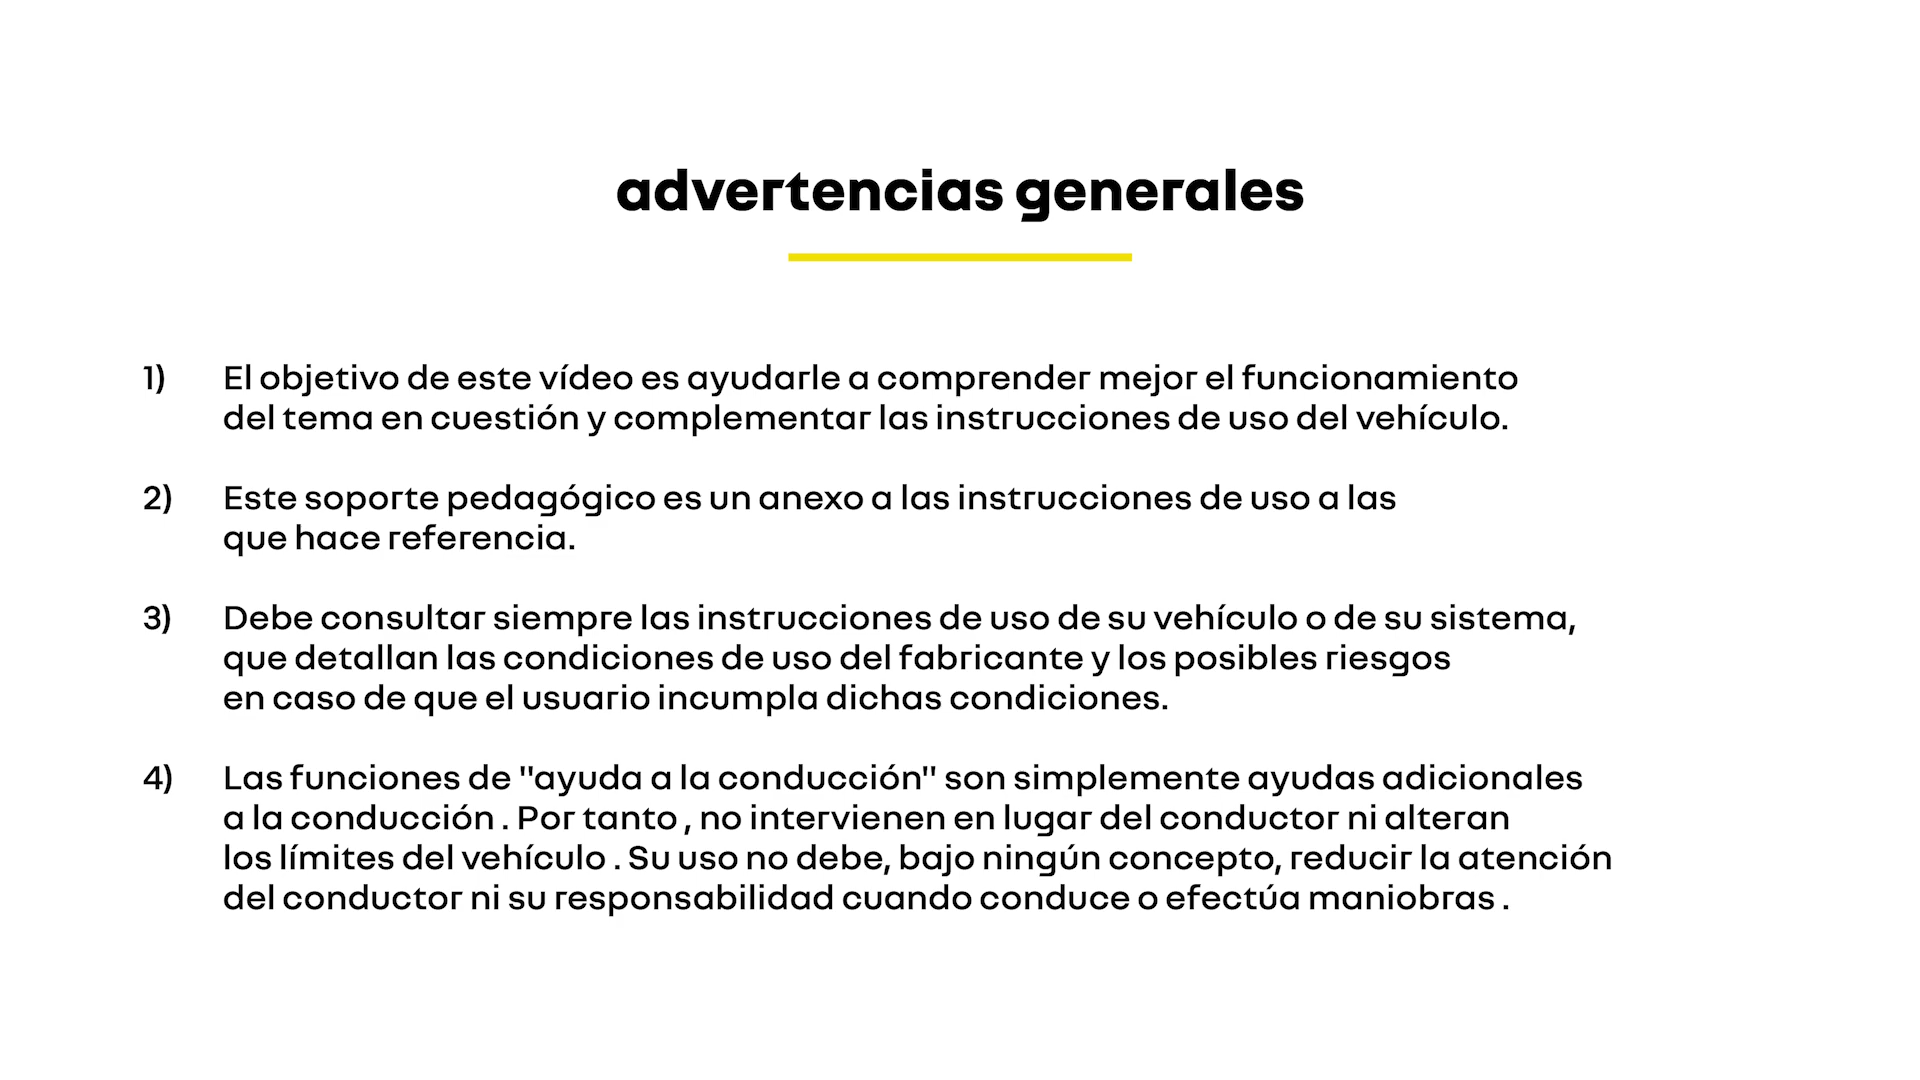 advertencias generales
1) El objetivo de este vídeo es ayudarle a comprender mejor el funcionamiento
del tema en cuestión y complementar las instrucciones de uso del vehículo.
2) Este soporte pedagógico es un anexo a las instrucciones de uso a las
que hace referencia.
3) Debe consultar siempre las instrucciones de uso de su vehículo o de su sistema,
que detallan las condiciones de uso del fabricante y los posibles riesgos
en caso de que el usuario incumpla dichas condiciones.
4) Las funciones de "ayuda a la conducción" son simplemente ayudas adicionales
a la conducción . Por tanto , no intervienen en lugar del conductor ni alteran
los límites del vehículo . Su uso no debe, bajo ningún concepto, reducir la atención
del conductor ni su responsabilidad cuando conduce o efectúa maniobras .